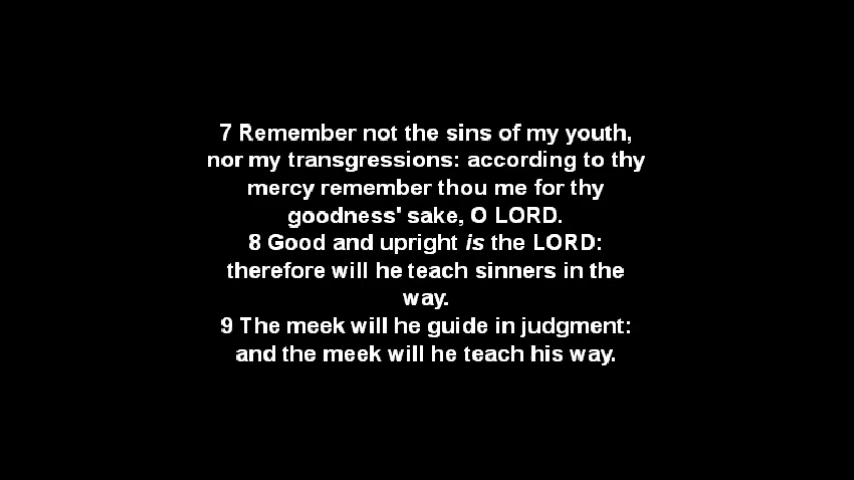 7 Remember not the sins of my youth,
nor my transgressions: according to thy
mercy remember thou me for thy
goodness' sake, O LORD.
8 Good and upright is the LORD:
therefore will he teach sinners in the
way.
9 The meek will he guide in judgment:
and the meek will he teach his way.